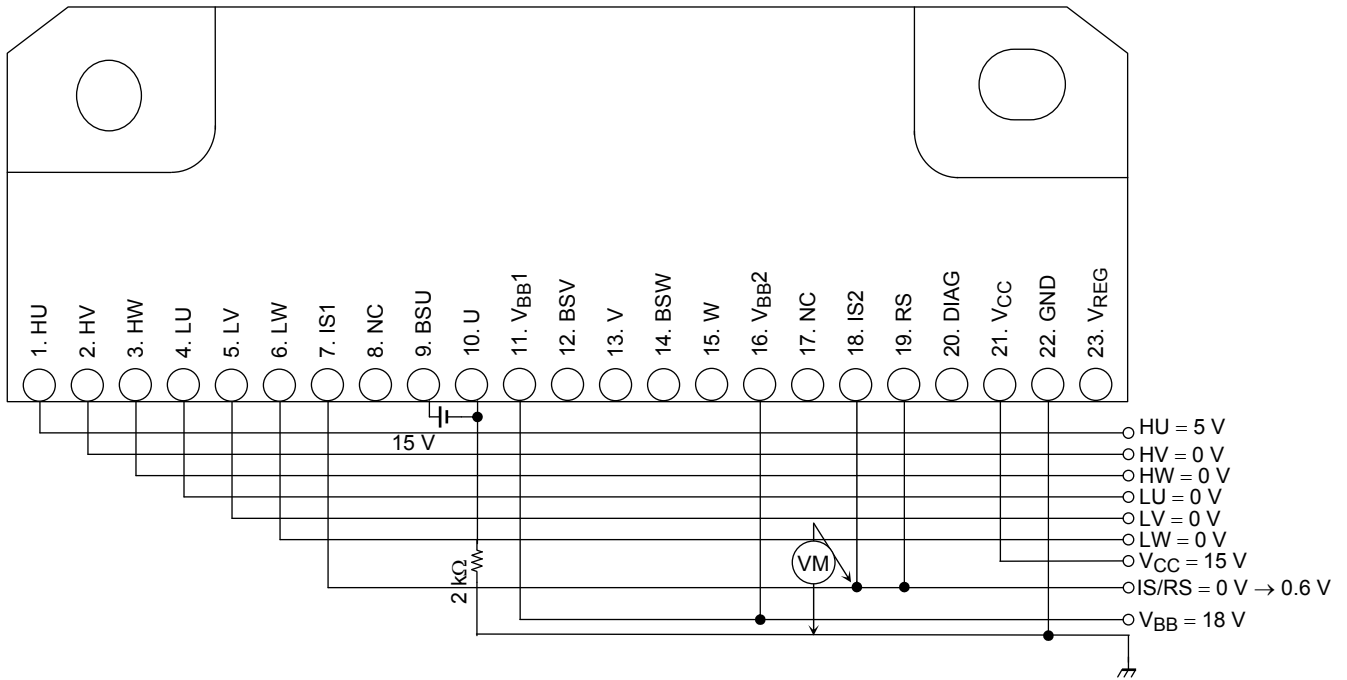 1. HU
2. HV
3. HW
4. LU
5. LV
6. LW
7. IS1
8. NC
9. BSU
10. U
11. VBB1
12. BSV
13. V
14. BSW
15. W
16. VBB2
17. NC
18. IS2
19. RS
20. DIAG
21. VCC
22. GND
23. VREG
15 V
HU = 5 V
HV = 0 V
HW = 0 V
LU = 0 V
LV = 0 V
LW = 0 V
VM
VCC = 15 V
2 kΩ
IS/RS = 0 V → 0.6 V
VBB = 18 V